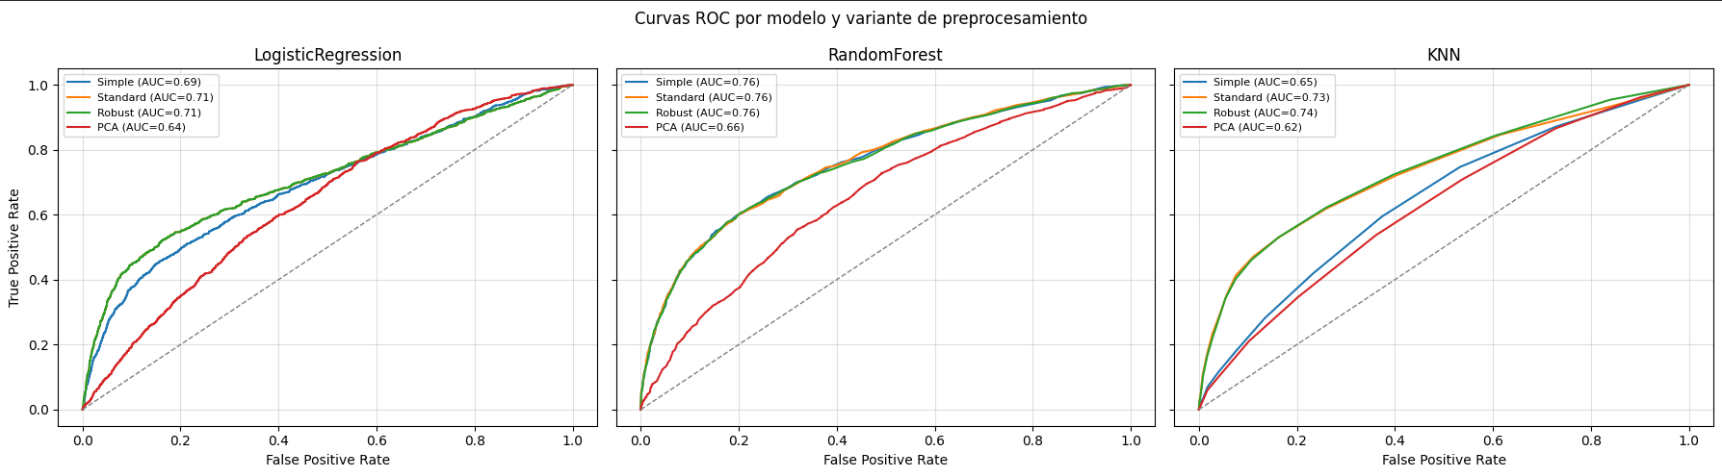 Curvas ROC por modelo y variante de preprocesamiento
LogisticRegression
Simple (AUC=0.69)
Standard (AUC=0.71)
Robust (AUC=0.71)
PCA (AUC=0.64)
True Positive Rate
1.0
0.8
0.6
0.4
0.2
0.0
0.0 0.2 0.4 0.6 0.8 1.0
False Positive Rate
RandomForest
Simple (AUC=0.76)
Standard (AUC=0.76)
Robust (AUC=0.76)
PCA (AUC=0.66)
0.0 0.2 0.4 0.6 0.8 1.0
False Positive Rate
KNN
Simple (AUC=0.65)
Standard (AUC=0.73)
Robust (AUC=0.74)
PCA (AUC=0.62)
0.0 0.2 0.4 0.6 0.8 1.0
False Positive Rate